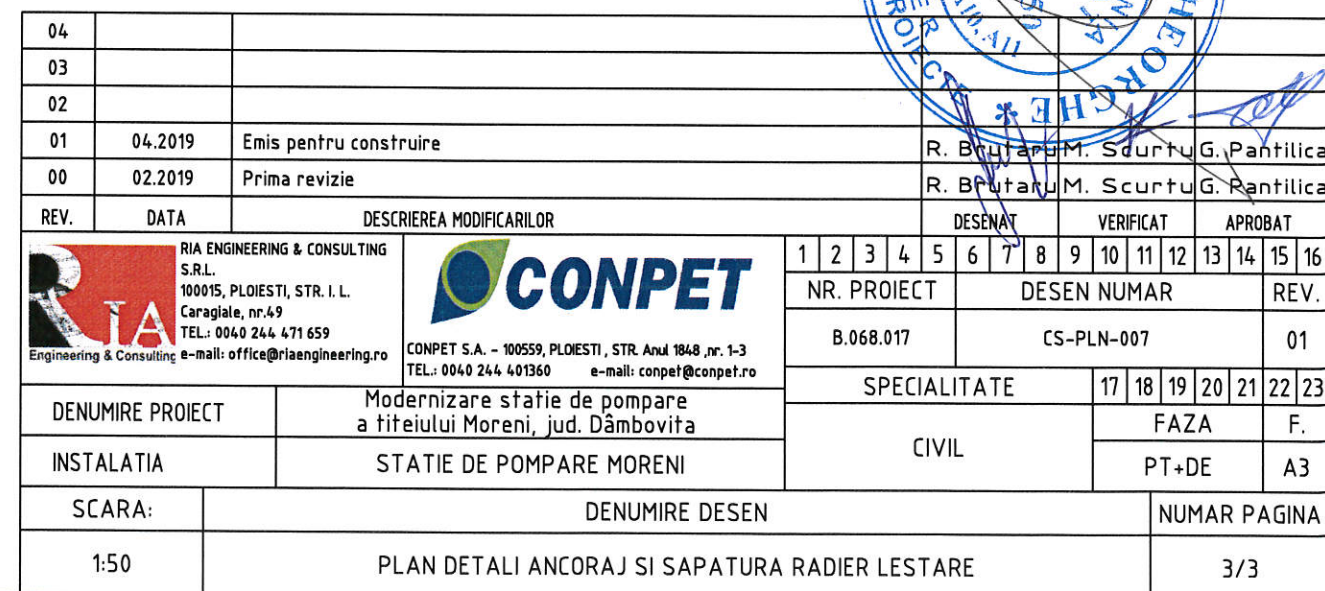 04
03
02
01 04.2019 Emis pentru construire R. Brutaru M. Scurtu G. Pantilica
00 02.2019 Prima revizie R. Brutaru M. Scurtu G. Pantilica
REV. DATA DESCRIEREA MODIFICARILOR DESENAT VERIFICAT APROBAT
HEORGHE *
A10, A11
RIA
Engineering & Consulting
RIA ENGINEERING & CONSULTING
S.R.L.
100015, PLOIESTI, STR. I. L.
Caragiale, nr.49
TEL.: 0040 244 471 659
e-mail: office@riaengineering.ro
CONPET
CONPET S.A. - 100559, PLOIESTI , STR. Anul 1848 ,nr. 1-3
TEL.: 0040 244 401360 e-mail: conpet@conpet.ro
1 2 3 4 5 6 7 8 9 10 11 12 13 14 15 16
NR. PROIECT DESEN NUMAR REV.
B.068.017 CS-PLN-007 01
SPECIALITATE 17 18 19 20 21 22 23
CIVIL
FAZA F.
PT+DE A3
DENUMIRE PROIECT
Modernizare statie de pompare
a titeiului Moreni, jud. Dâmbovita
INSTALATIA STATIE DE POMPARE MORENI
SCARA: DENUMIRE DESEN NUMAR PAGINA
1:50 PLAN DETALI ANCORAJ SI SAPATURA RADIER LESTARE 3/3